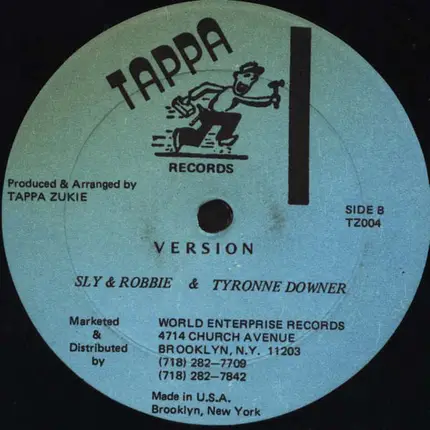 TAPPA
RECORDS
Produced & Arranged by
TAPPA ZUKIE
SIDE B
TZ004
VERSION
SLY & ROBBIE & TYRONNE DOWNER
Marketed & Distributed by
WORLD ENTERPRISE RECORDS
4714 CHURCH AVENUE
BROOKLYN, N.Y. 11203
(718) 282-7709
(718) 282-7842
Made in U.S.A.
Brooklyn, New York